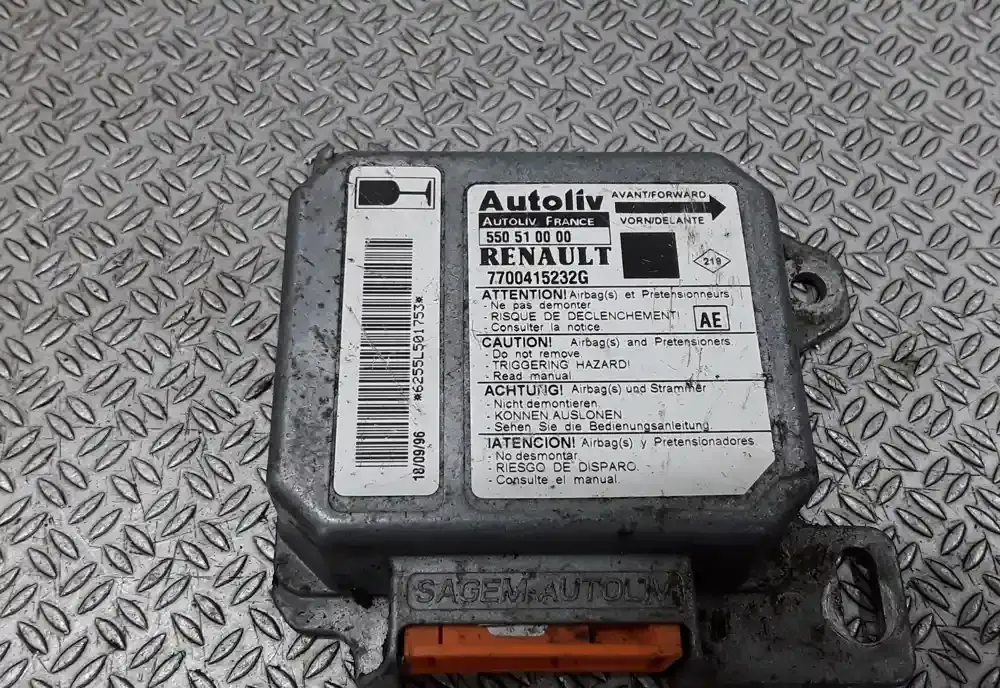 *6255L501753*
18/09/96
Autoliv
AUTOLIV FRANCE
550 51 00 00
RENAULT
7700415232G
AVANT/FORWARD
VORN/DELANTE
219
ATTENTION! Airbag(s) et Pretensionneurs
- Ne pas demonter
- RISQUE DE DECLENCHEMENT!
- Consulter la notice.
AE
CAUTION! Airbag(s) and Pretensioners.
- Do not remove
- TRIGGERING HAZARD!
- Read manual
ACHTUNG! Airbag(s) und Strammer
- Nicht demontieren.
- KONNEN AUSLONEN
- Sehen Sie die Bedienungsanleitung.
!ATENCION! Airbag(s) y Pretensionadores.
- No desmontar
- RIESGO DE DISPARO.
- Consulte el manual.
SAGEM-AUTOLIV